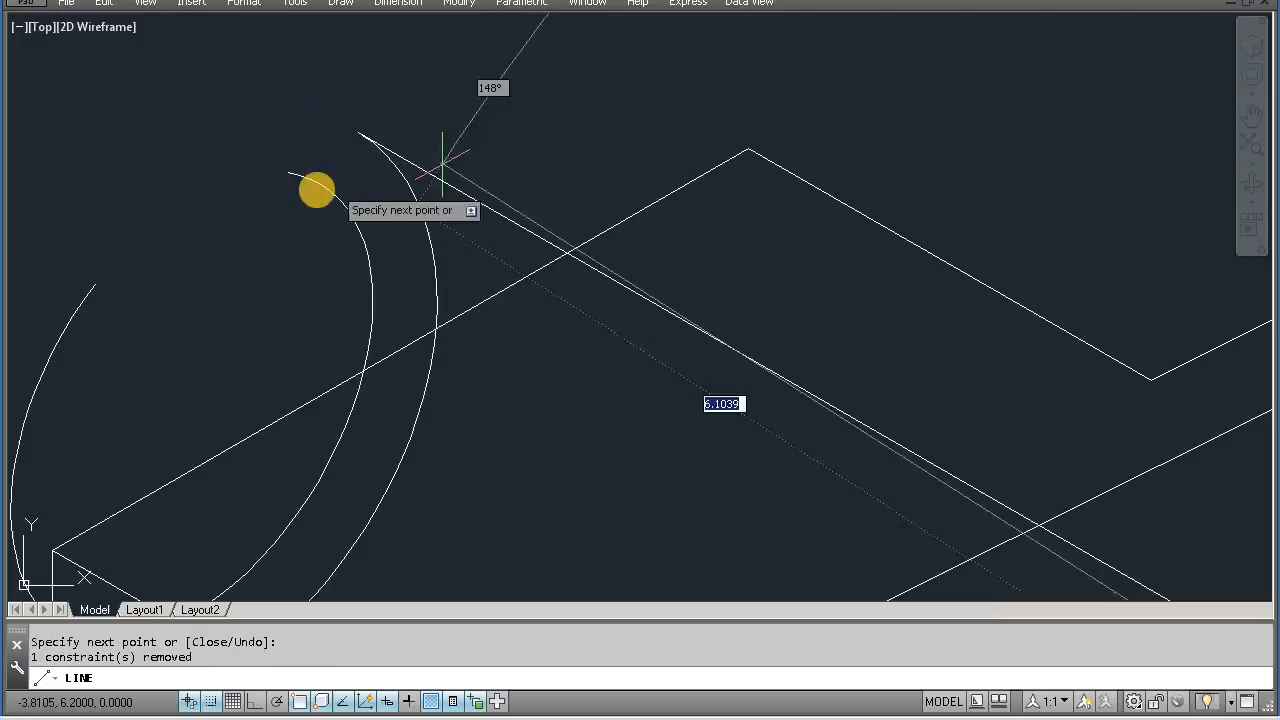 File Edit View Insert Format Tools Draw Dimension Modify Parametric Window Help Express Data View
[−][Top][2D Wireframe]
148°
Specify next point or
6.1039
Y
X
Model Layout1 Layout2
Specify next point or [Close/Undo]:
1 constraint(s) removed
LINE
-3.8105, 6.2000, 0.0000 MODEL 1:1